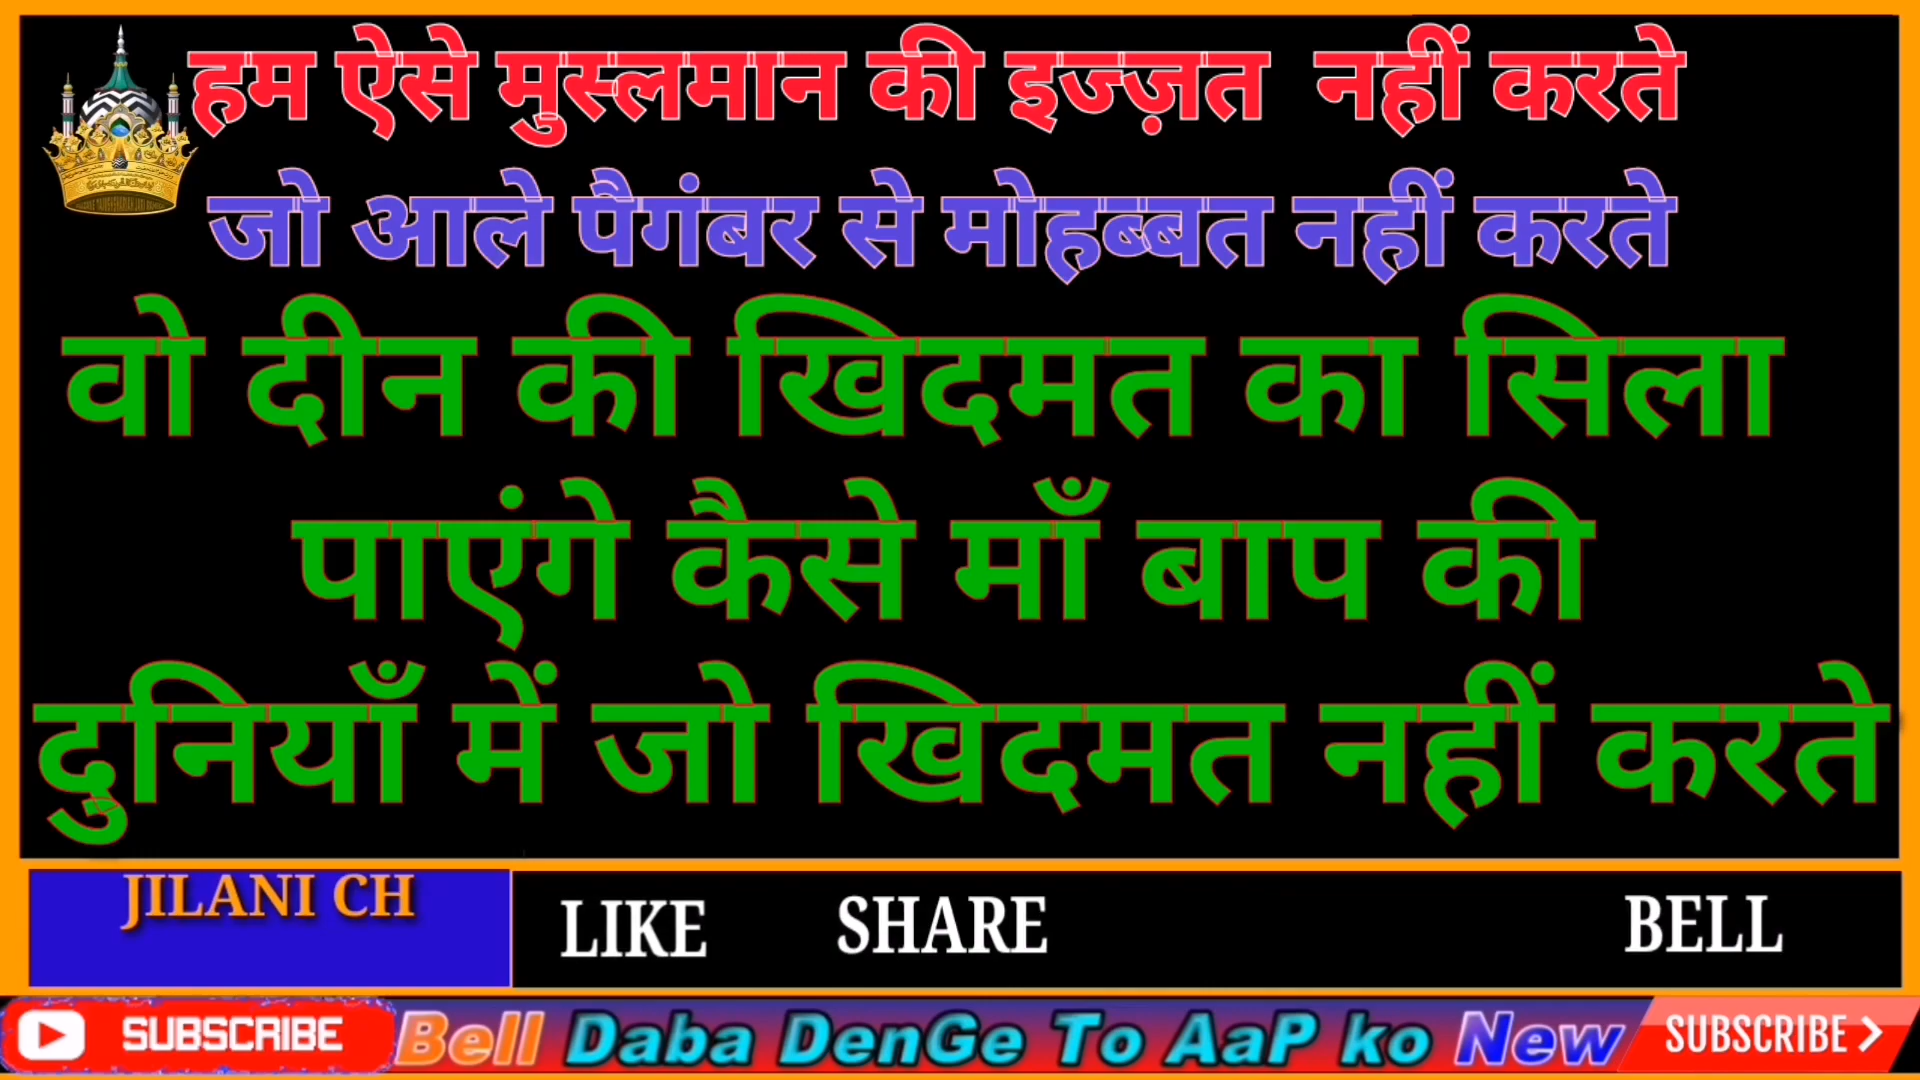 हम ऐसे मुस्लमान की इज्ज़त नहीं करते
जो आले पैगंबर से मोहब्बत नहीं करते
वो दीन की खिदमत का सिला
पाएंगे कैसे माँ बाप की
दुनियाँ में जो खिदमत नहीं करते
JILANI CH
LIKE SHARE BELL
SUBSCRIBE Bell Daba DenGe To AaP ko New SUBSCRIBE